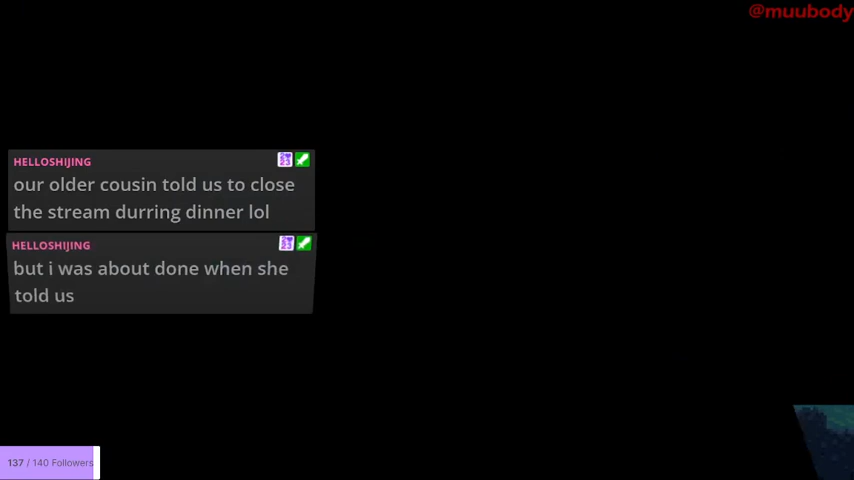 @muubody
HELLOSHIJING
our older cousin told us to close
the stream durring dinner lol
HELLOSHIJING
but i was about done when she
told us
137 / 140 Followers